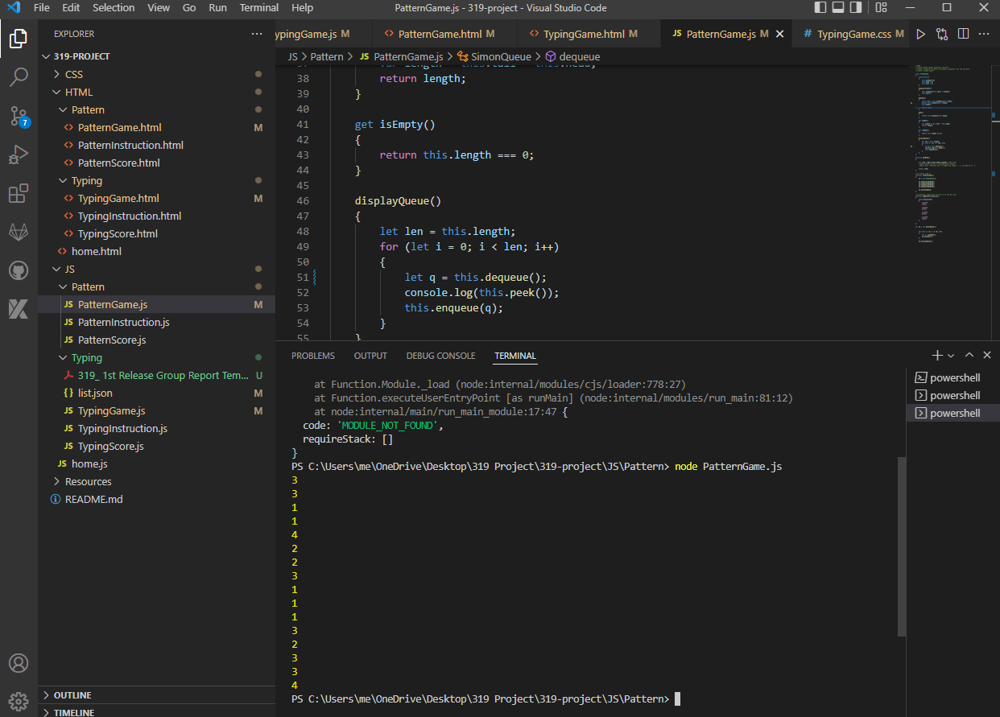 File Edit Selection View Go Run Terminal Help PatternGame.js - 319-project - Visual Studio Code
EXPLORER ···
319-PROJECT
CSS
HTML
Pattern
PatternGame.html M
PatternInstruction.html
PatternScore.html
Typing
TypingGame.html M
TypingInstruction.html
TypingScore.html
home.html
JS
Pattern
JS PatternGame.js M
JS PatternInstruction.js
JS PatternScore.js
Typing
319_ 1st Release Group Report Tem... U
{} list.json M
JS TypingGame.js M
JS TypingInstruction.js
JS TypingScore.js
JS home.js
Resources
README.md
OUTLINE
TIMELINE
7
ypingGame.js M PatternGame.html M TypingGame.html M JS PatternGame.js M # TypingGame.css M
JS > Pattern > JS PatternGame.js > SimonQueue > dequeue
38 return length;
39 }
40
41 get isEmpty()
42 {
43 return this.length === 0;
44 }
45
46 displayQueue()
47 {
48 let len = this.length;
49 for (let i = 0; i < len; i++)
50 {
51 let q = this.dequeue();
52 console.log(this.peek());
53 this.enqueue(q);
54 }
55 }
PROBLEMS OUTPUT DEBUG CONSOLE TERMINAL
at Function.Module._load (node:internal/modules/cjs/loader:778:27)
at Function.executeUserEntryPoint [as runMain] (node:internal/modules/run_main:81:12)
at node:internal/main/run_main_module:17:47 {
code: 'MODULE_NOT_FOUND',
requireStack: []
}
PS C:\Users\me\OneDrive\Desktop\319 Project\319-project\JS\Pattern> node PatternGame.js
3
3
1
1
4
2
2
3
1
1
1
3
2
3
3
4
PS C:\Users\me\OneDrive\Desktop\319 Project\319-project\JS\Pattern>
powershell
powershell
powershell